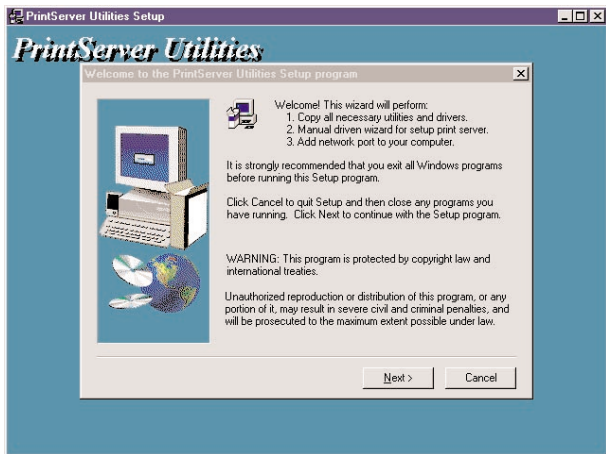 PrintServer Utilities Setup
PrintServer Utilities
Welcome to the PrintServer Utilities Setup program
Welcome! This wizard will perform:
1. Copy all necessary utilities and drivers.
2. Manual driven wizard for setup print server.
3. Add network port to your computer.
It is strongly recommended that you exit all Windows programs
before running this Setup program.
Click Cancel to quit Setup and then close any programs you
have running. Click Next to continue with the Setup program.
WARNING: This program is protected by copyright law and
international treaties.
Unauthorized reproduction or distribution of this program, or any
portion of it, may result in severe civil and criminal penalties, and
will be prosecuted to the maximum extent possible under law.
Next >
Cancel